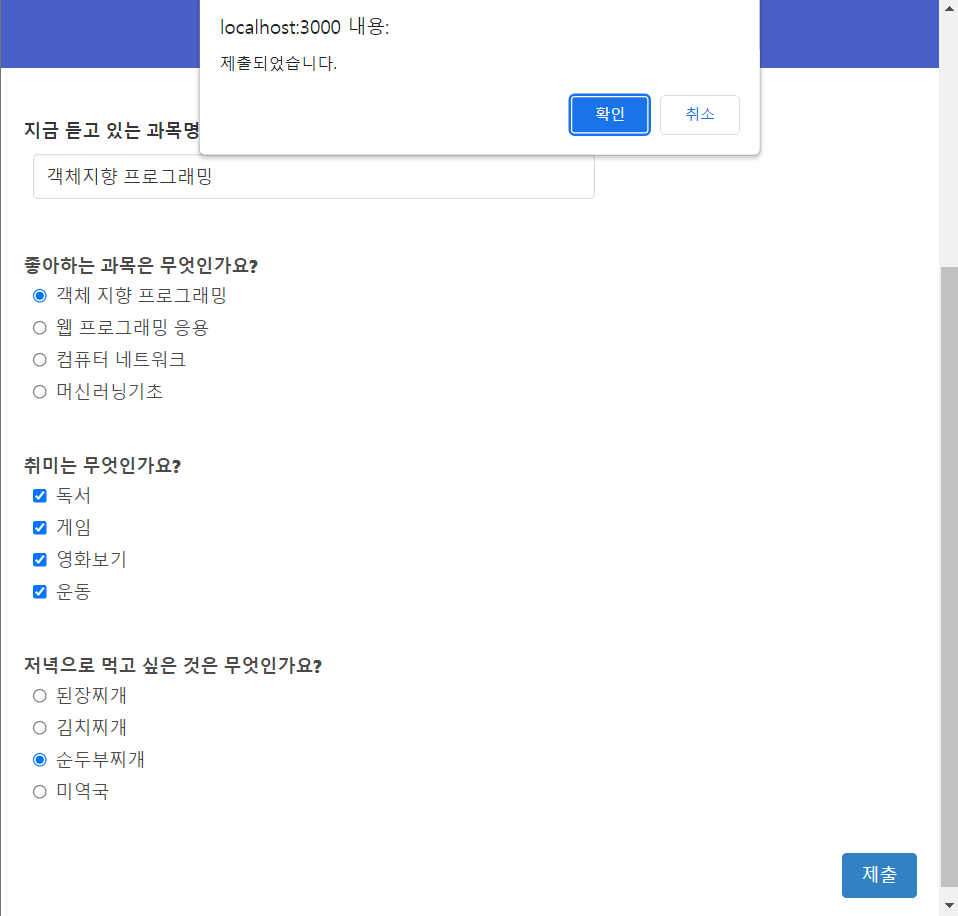 localhost:3000 내용:
제출되었습니다.
확인
취소
지금 듣고 있는 과목명
객체지향 프로그래밍
좋아하는 과목은 무엇인가요?
객체 지향 프로그래밍
웹 프로그래밍 응용
컴퓨터 네트워크
머신러닝기초
취미는 무엇인가요?
독서
게임
영화보기
운동
저녁으로 먹고 싶은 것은 무엇인가요?
된장찌개
김치찌개
순두부찌개
미역국
제출